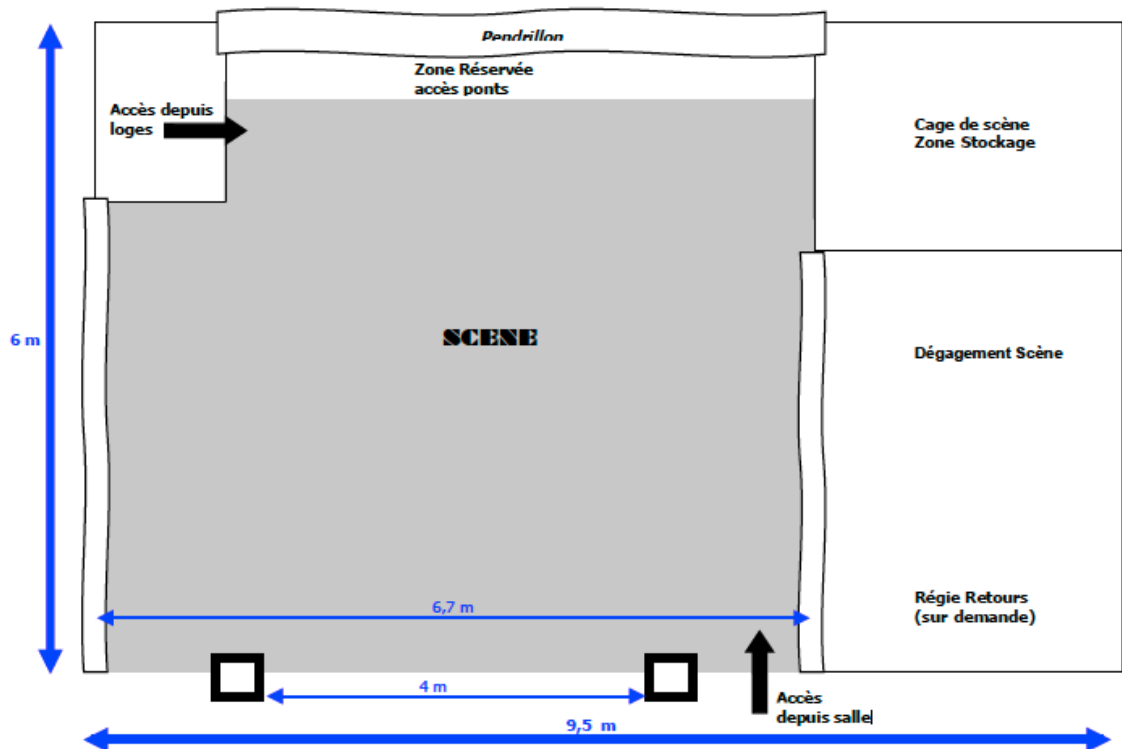 Pendrillon
Zone Réservée
accès ponts
Accès depuis
loges
Cage de scène
Zone Stockage
6 m
SCENE
Dégagement Scène
6,7 m
Régie Retours
(sur demande)
4 m
Accès
depuis salle
9,5 m